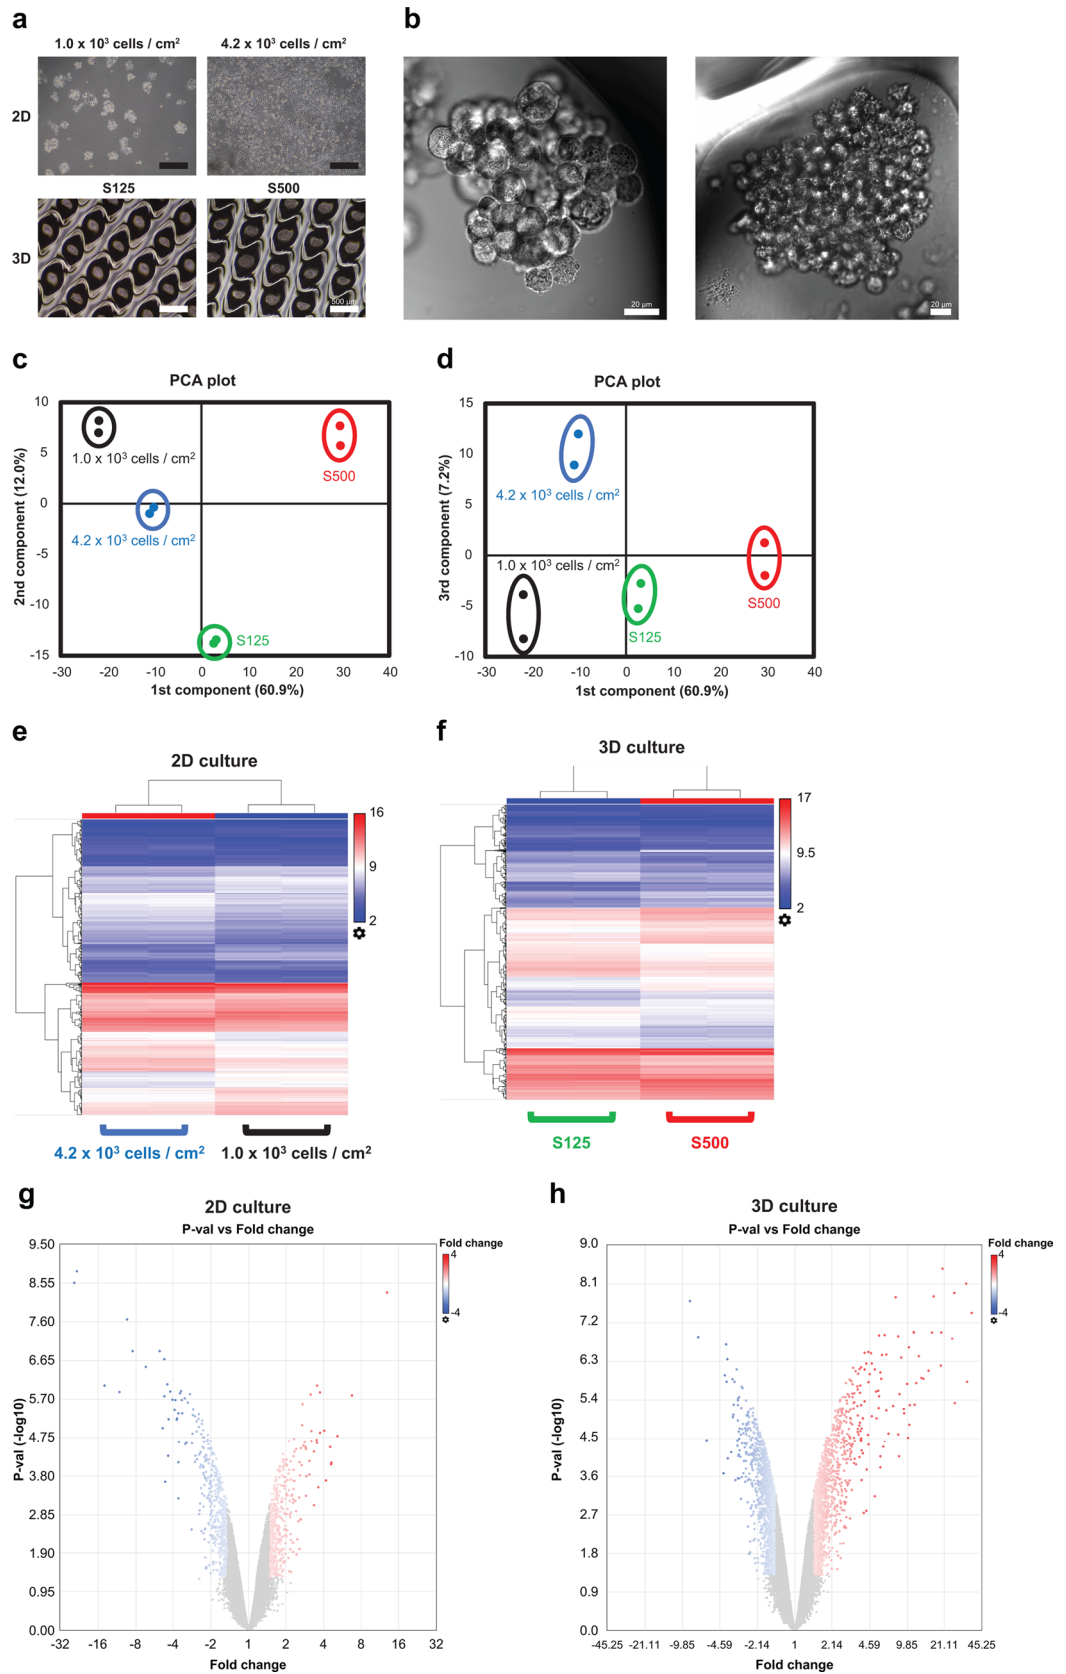 a
b
1.0 x 10³ cells / cm²
4.2 x 10³ cells / cm²
2D
S125
S500
3D
500 µm
20 µm
20 µm
c
d
PCA plot
PCA plot
10
5
0
-5
-10
-15
2nd component (12.0%)
1.0 x 10³ cells / cm²
S500
4.2 x 10³ cells / cm²
S125
-30 -20 -10 0 10 20 30 40
1st component (60.9%)
15
10
5
0
-5
-10
3rd component (7.2%)
4.2 x 10³ cells / cm²
1.0 x 10³ cells / cm²
S125
S500
-30 -20 -10 0 10 20 30 40
1st component (60.9%)
e
f
2D culture
3D culture
16
9
2
17
9.5
2
4.2 x 10³ cells / cm²
1.0 x 10³ cells / cm²
S125
S500
g
h
2D culture
P-val vs Fold change
Fold change
4
-4
9.50
8.55
7.60
6.65
5.70
4.75
3.80
2.85
1.90
0.95
0.00
P-val (-log10)
-32 -16 -8 -4 -2 1 2 4 8 16 32
Fold change
3D culture
P-val vs Fold change
Fold change
4
-4
9.0
8.1
7.2
6.3
5.4
4.5
3.6
2.7
1.8
0.9
0.0
P-val (-log10)
-45.25 -21.11 -9.85 -4.59 -2.14 1 2.14 4.59 9.85 21.11 45.25
Fold change